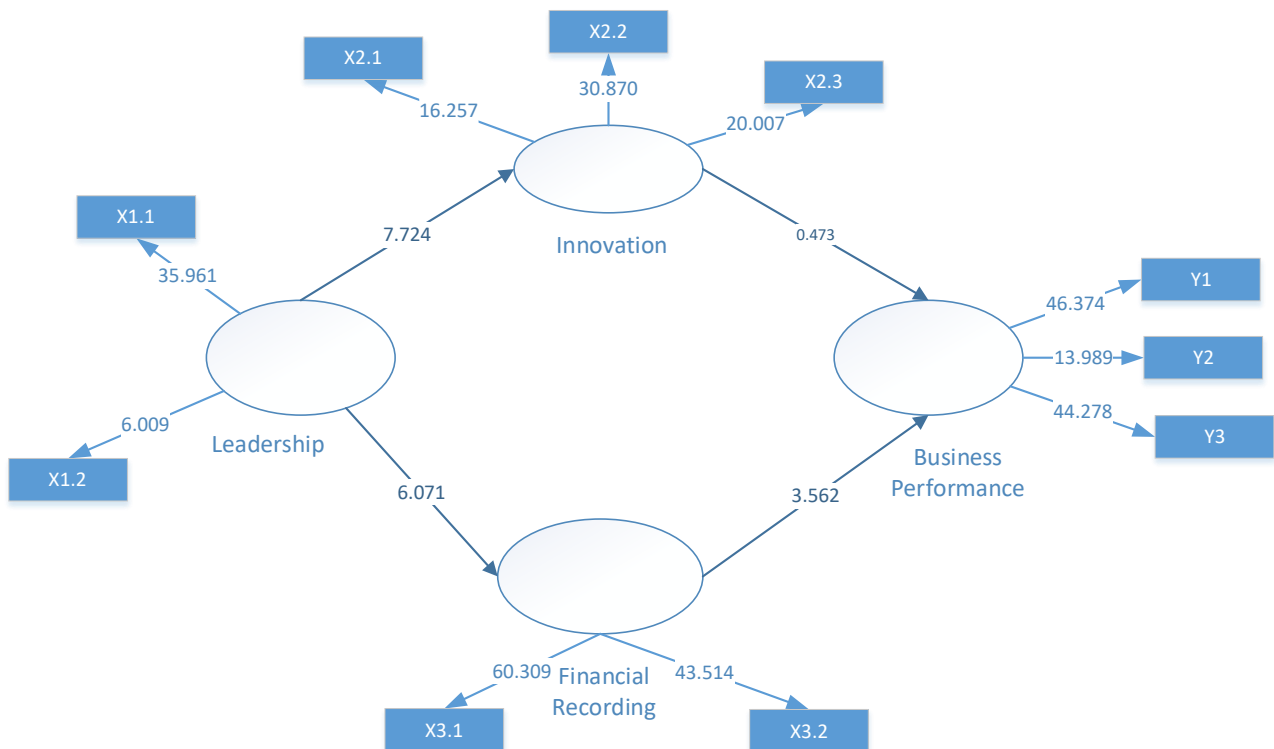 X2.2
X2.1
X2.3
30.870
16.257
20.007
X1.1
7.724
Innovation
0.473
35.961
Y1
46.374
13.989
Y2
44.278
Y3
6.009
Leadership
X1.2
Business
Performance
6.071
3.562
60.309
Financial
Recording
43.514
X3.1
X3.2